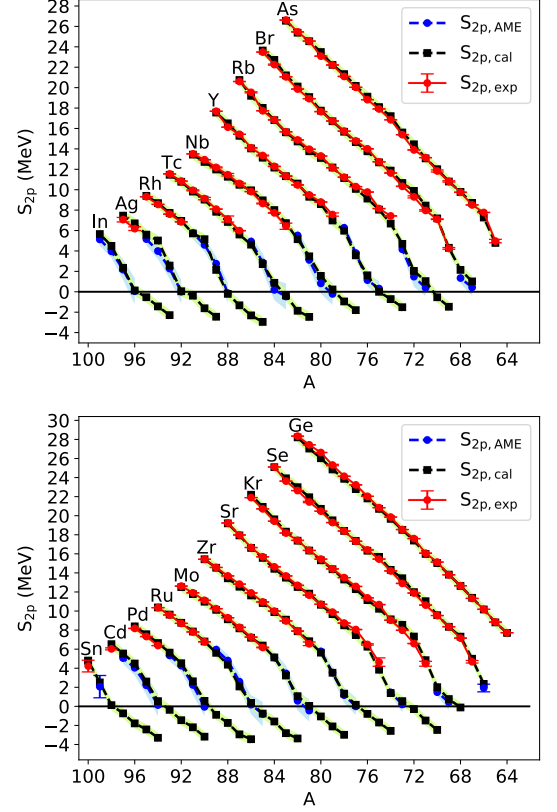 28
26
24
22
20
18
16
14
12
10
8
6
4
2
0
−2
−4
S2p (MeV)
As
Br
Rb
Y
Nb
Tc
Rh
Ag
In
S2p, AME
S2p, cal
S2p, exp
100 96 92 88 84 80 76 72 68 64
A
30
28
26
24
22
20
18
16
14
12
10
8
6
4
2
0
−2
−4
S2p (MeV)
Ge
Se
Kr
Sr
Zr
Mo
Ru
Pd
Cd
Sn
S2p, AME
S2p, cal
S2p, exp
100 96 92 88 84 80 76 72 68 64
A